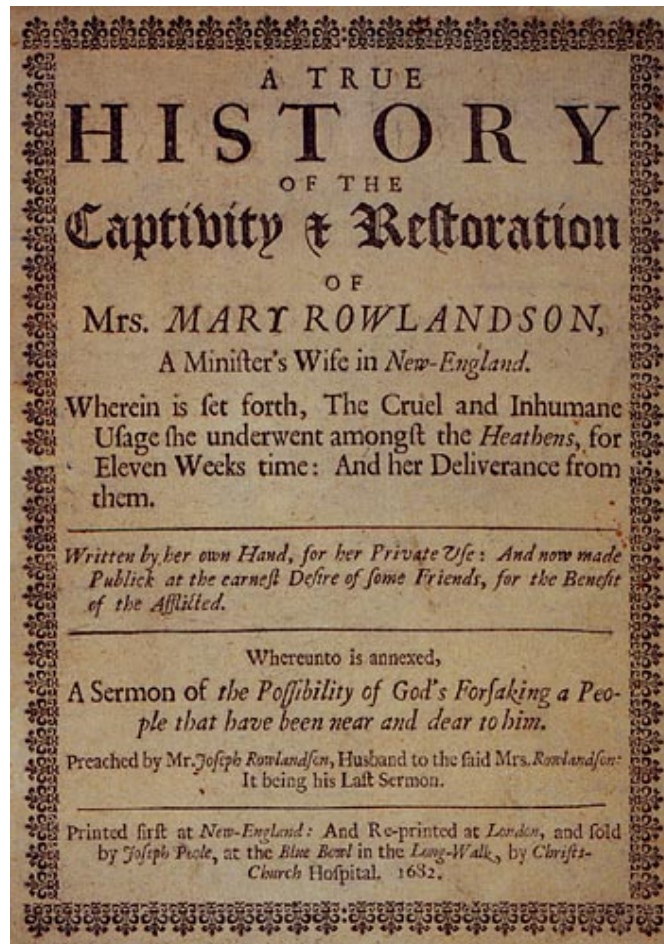 A TRUE
HISTORY
OF THE
Captivity & Reſtoration
OF
Mrs. MARY ROWLANDSON,
A Miniſter's Wife in New-England.
Wherein is ſet forth, The Cruel and Inhumane
Uſage ſhe underwent amongſt the Heathens, for
Eleven Weeks time: And her Deliverance from
them.
Written by her own Hand, for her Private Uſe: And now made
Publick at the earneſt Deſire of ſome Friends, for the Benefit
of the Afflicted.
Whereunto is annexed,
A Sermon of the Poſſibility of God's Forſaking a Peo-
ple that have been near and dear to him.
Preached by Mr. Joſeph Rowlandſon, Husband to the ſaid Mrs. Rowlandſon:
It being his Laſt Sermon.
Printed firſt at New-England: And Re-printed at London, and ſold
by Joſeph Poole, at the Blue Bowl in the Long-Walk, by Chriſts-
Church Hoſpital. 1682.